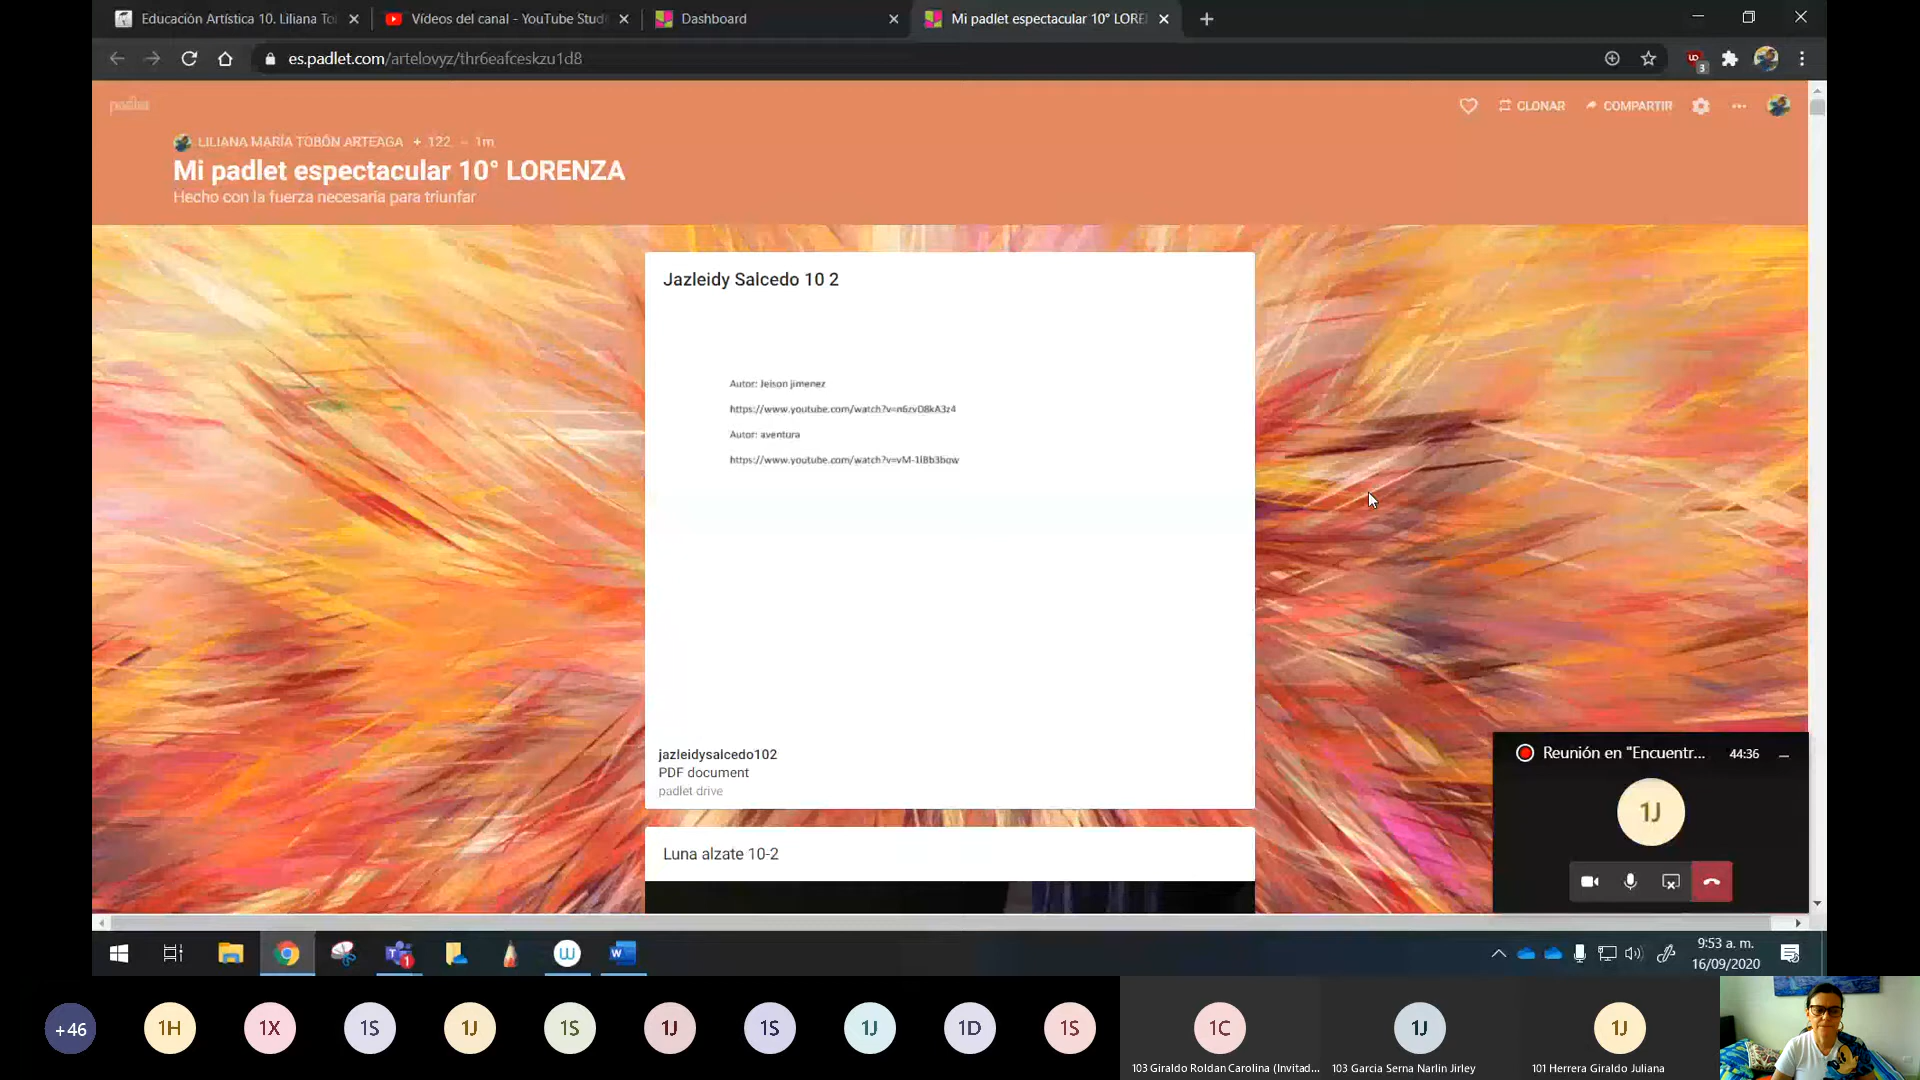 Educación Artística 10. Liliana To
Vídeos del canal - YouTube Stud
Dashboard
Mi padlet espectacular 10° LORE
es.padlet.com/artelovyz/thr6eafceskzu1d8
3
padlet
CLONAR
COMPARTIR
LILIANA MARÍA TOBÓN ARTEAGA + 122 – 1m
Mi padlet espectacular 10° LORENZA
Hecho con la fuerza necesaria para triunfar
Jazleidy Salcedo 10 2
Autor: Jeison jimenez
https://www.youtube.com/watch?v=n6zvD8kA3z4
Autor: aventura
https://www.youtube.com/watch?v=vM-1lBb3bow
jazleidysalcedo102
PDF document
padlet drive
Luna alzate 10-2
Reunión en "Encuentr... 44:36
1J
9:53 a. m.
16/09/2020
+46
1H
1X
1S
1J
1S
1J
1S
1J
1D
1S
1C
1J
1J
103 Giraldo Roldan Carolina (Invitad...
103 Garcia Serna Narlin Jirley
101 Herrera Giraldo Juliana